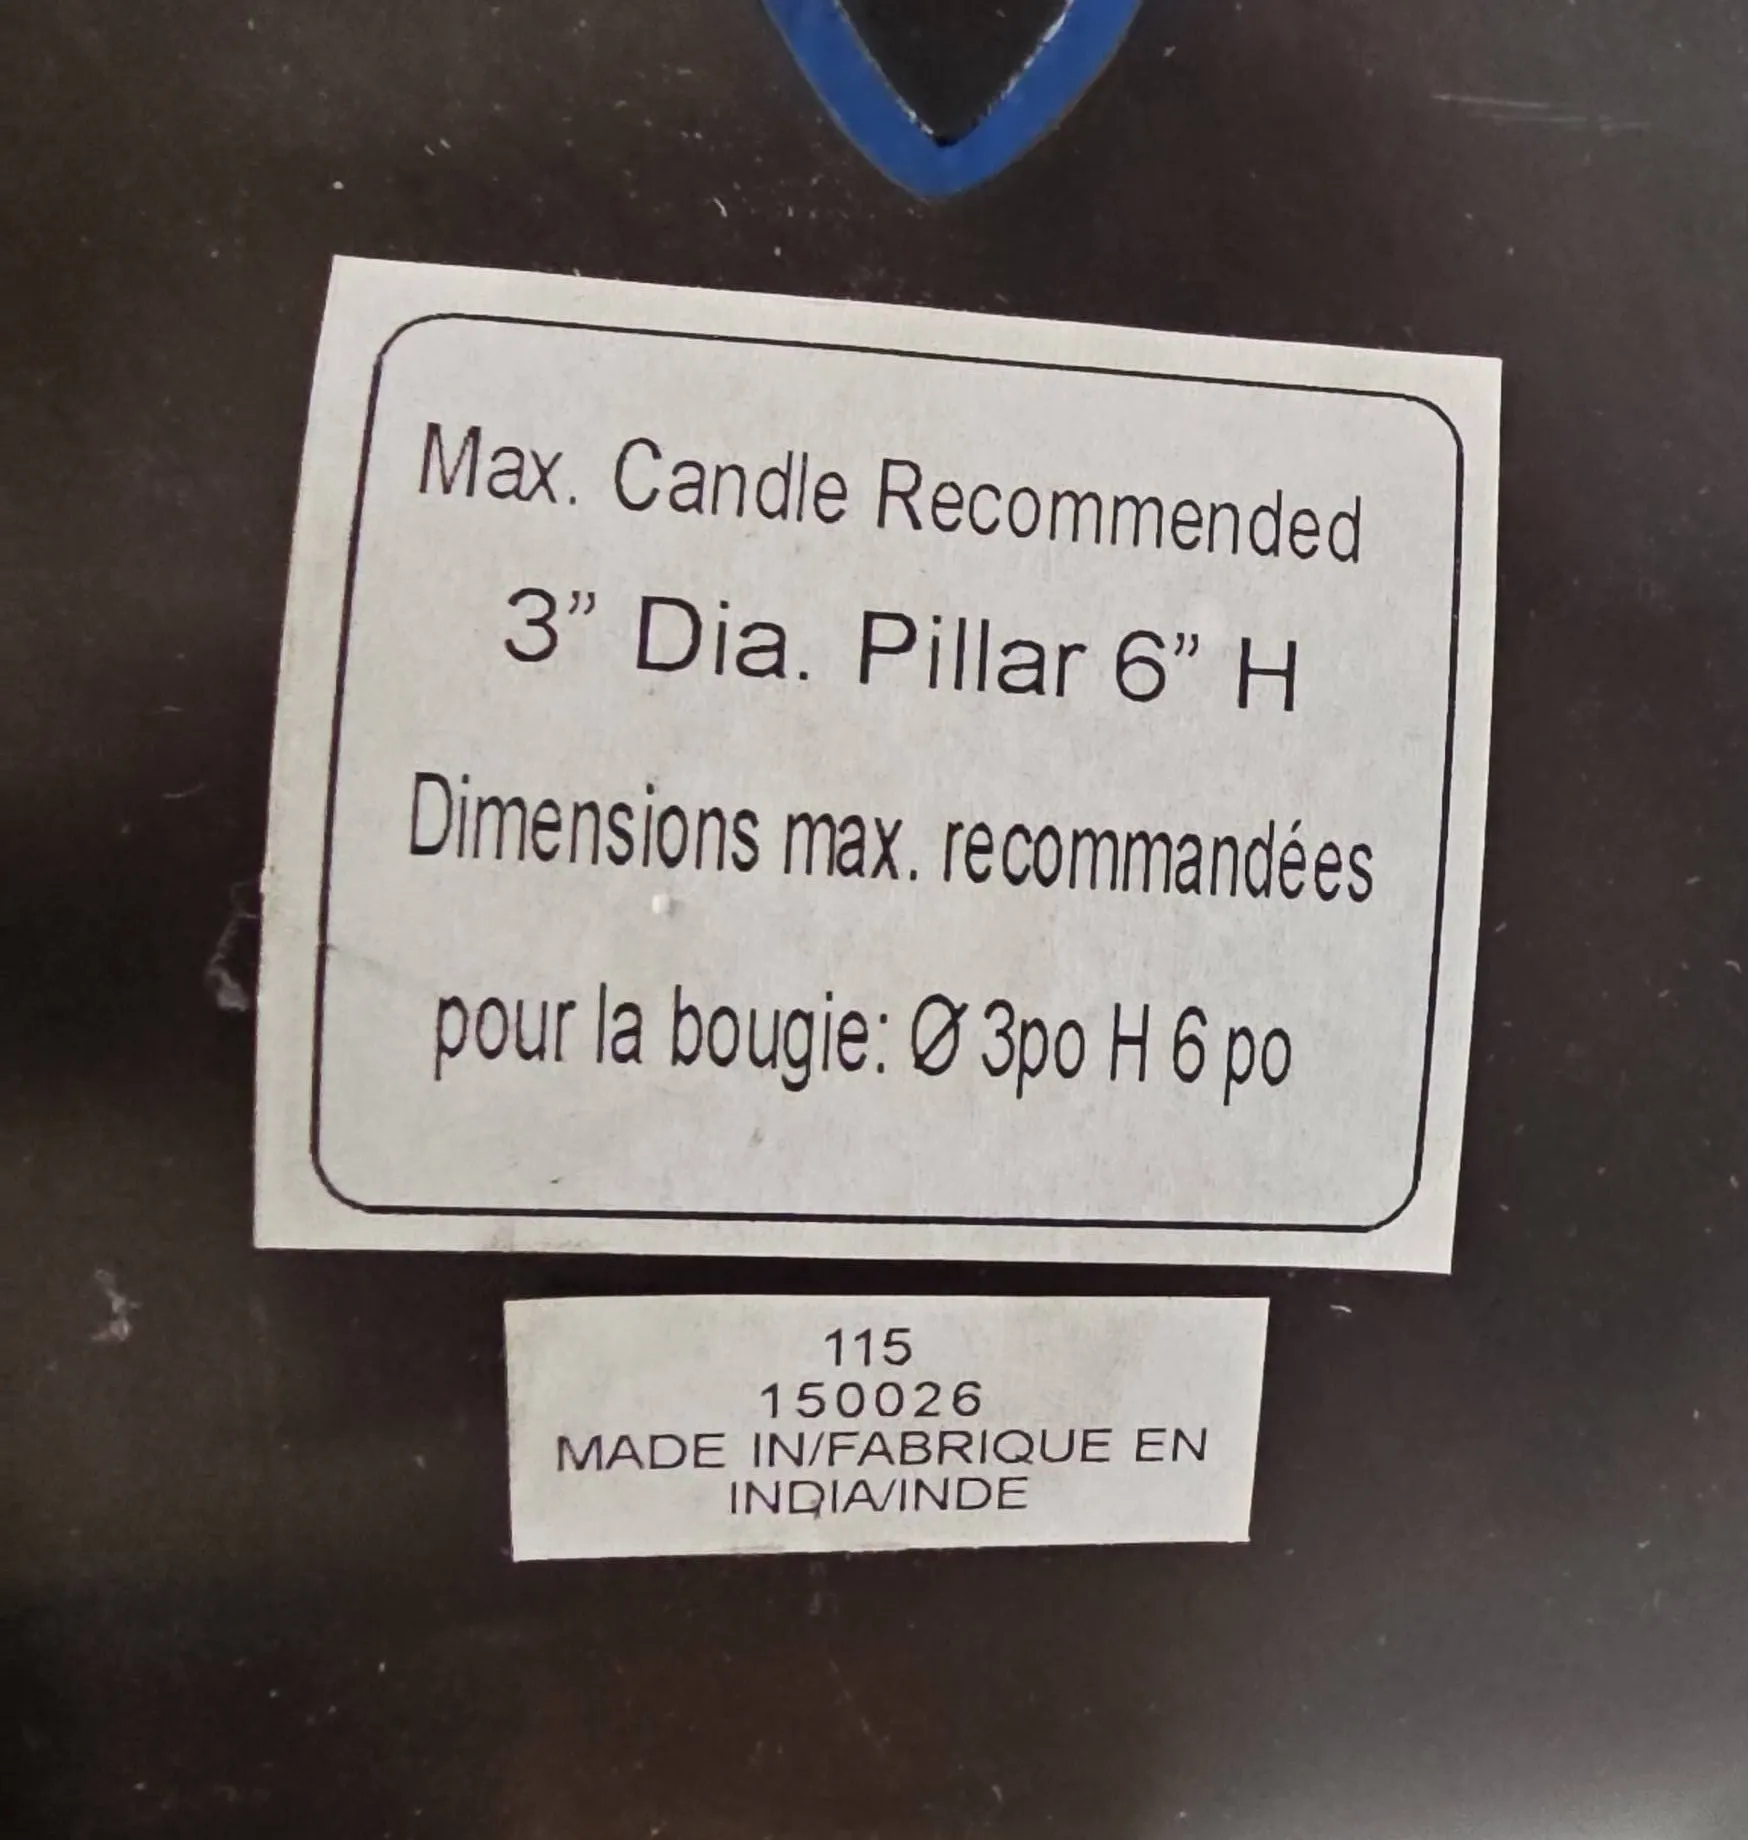 Max. Candle Recommended
3” Dia. Pillar 6” H
Dimensions max. recommandées
pour la bougie: Ø 3po H 6 po
115
150026
MADE IN/FABRIQUE EN
INDIA/INDE